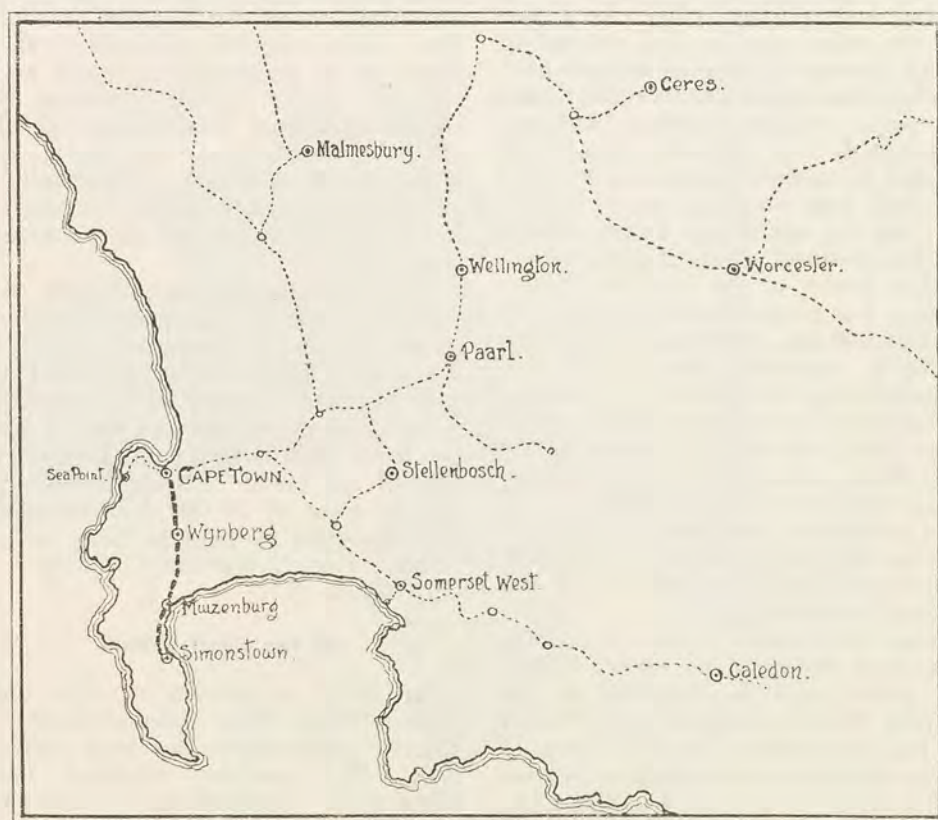 Ceres.
Malmesbury.
Wellington.
Worcester.
Paarl.
Sea Point.
CAPE TOWN.
Stellenbosch.
Wynberg
Somerset West
Muizenburg
Simonstown
Caledon.